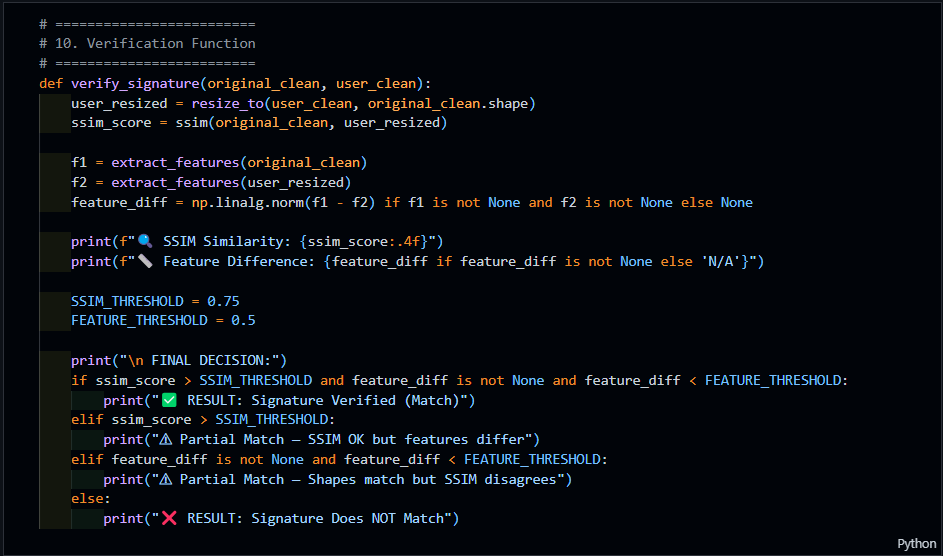 # =========================
# 10. Verification Function
# =========================
def verify_signature(original_clean, user_clean):
    user_resized = resize_to(user_clean, original_clean.shape)
    ssim_score = ssim(original_clean, user_resized)

    f1 = extract_features(original_clean)
    f2 = extract_features(user_resized)
    feature_diff = np.linalg.norm(f1 - f2) if f1 is not None and f2 is not None else None

    print(f"🔍 SSIM Similarity: {ssim_score:.4f}")
    print(f"📏 Feature Difference: {feature_diff if feature_diff is not None else 'N/A'}")

    SSIM_THRESHOLD = 0.75
    FEATURE_THRESHOLD = 0.5

    print("\n FINAL DECISION:")
    if ssim_score > SSIM_THRESHOLD and feature_diff is not None and feature_diff < FEATURE_THRESHOLD:
        print("✅ RESULT: Signature Verified (Match)")
    elif ssim_score > SSIM_THRESHOLD:
        print("⚠ Partial Match — SSIM OK but features differ")
    elif feature_diff is not None and feature_diff < FEATURE_THRESHOLD:
        print("⚠ Partial Match — Shapes match but SSIM disagrees")
    else:
        print("❌ RESULT: Signature Does NOT Match")
Python